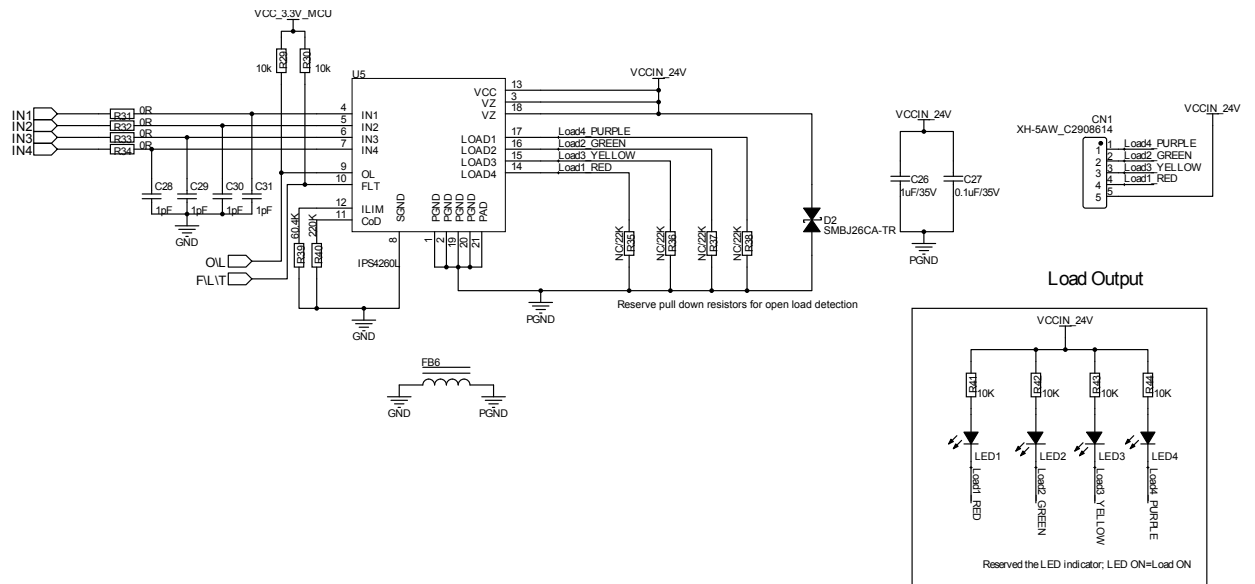 VCC_3.3V_MCU
R29
R30
10k
10k
U5
IN1
IN2
IN3
IN4
R31
R32
R33
R34
0R
0R
0R
0R
C28
C29
C30
C31
1pF
1pF
1pF
1pF
GND
O\L
F\L\T
4
5
6
7
9
10
12
11
IN1
IN2
IN3
IN4
OL
FLT
ILIM
CoD
SGND
PGND
PGND
PGND
PGND
PAD
VCC
VZ
VZ
LOAD1
LOAD2
LOAD3
LOAD4
13
3
18
17
16
15
14
8
1
2
19
20
21
IPS4260L
60.4K
R39
220K
R40
GND
VCCIN_24V
Load4_PURPLE
Load2_GREEN
Load3_YELLOW
Load1_RED
NC/22K
R35
NC/22K
R36
NC/22K
R37
NC/22K
R38
D2
SMBJ26CA-TR
PGND
Reserve pull down resistors for open load detection
FB6
GND
PGND
VCCIN_24V
C26
1uF/35V
C27
0.1uF/35V
PGND
VCCIN_24V
CN1
XH-5AW_C2908614
1
2
3
4
5
1
2
3
4
5
Load4_PURPLE
Load2_GREEN
Load3_YELLOW
Load1_RED
Load Output
VCCIN_24V
R41
10K
R42
10K
R43
10K
R44
10K
LED1
LED2
LED3
LED4
Load1_RED
Load2_GREEN
Load3_YELLOW
Load4_PURPLE
Reserved the LED indicator; LED ON=Load ON